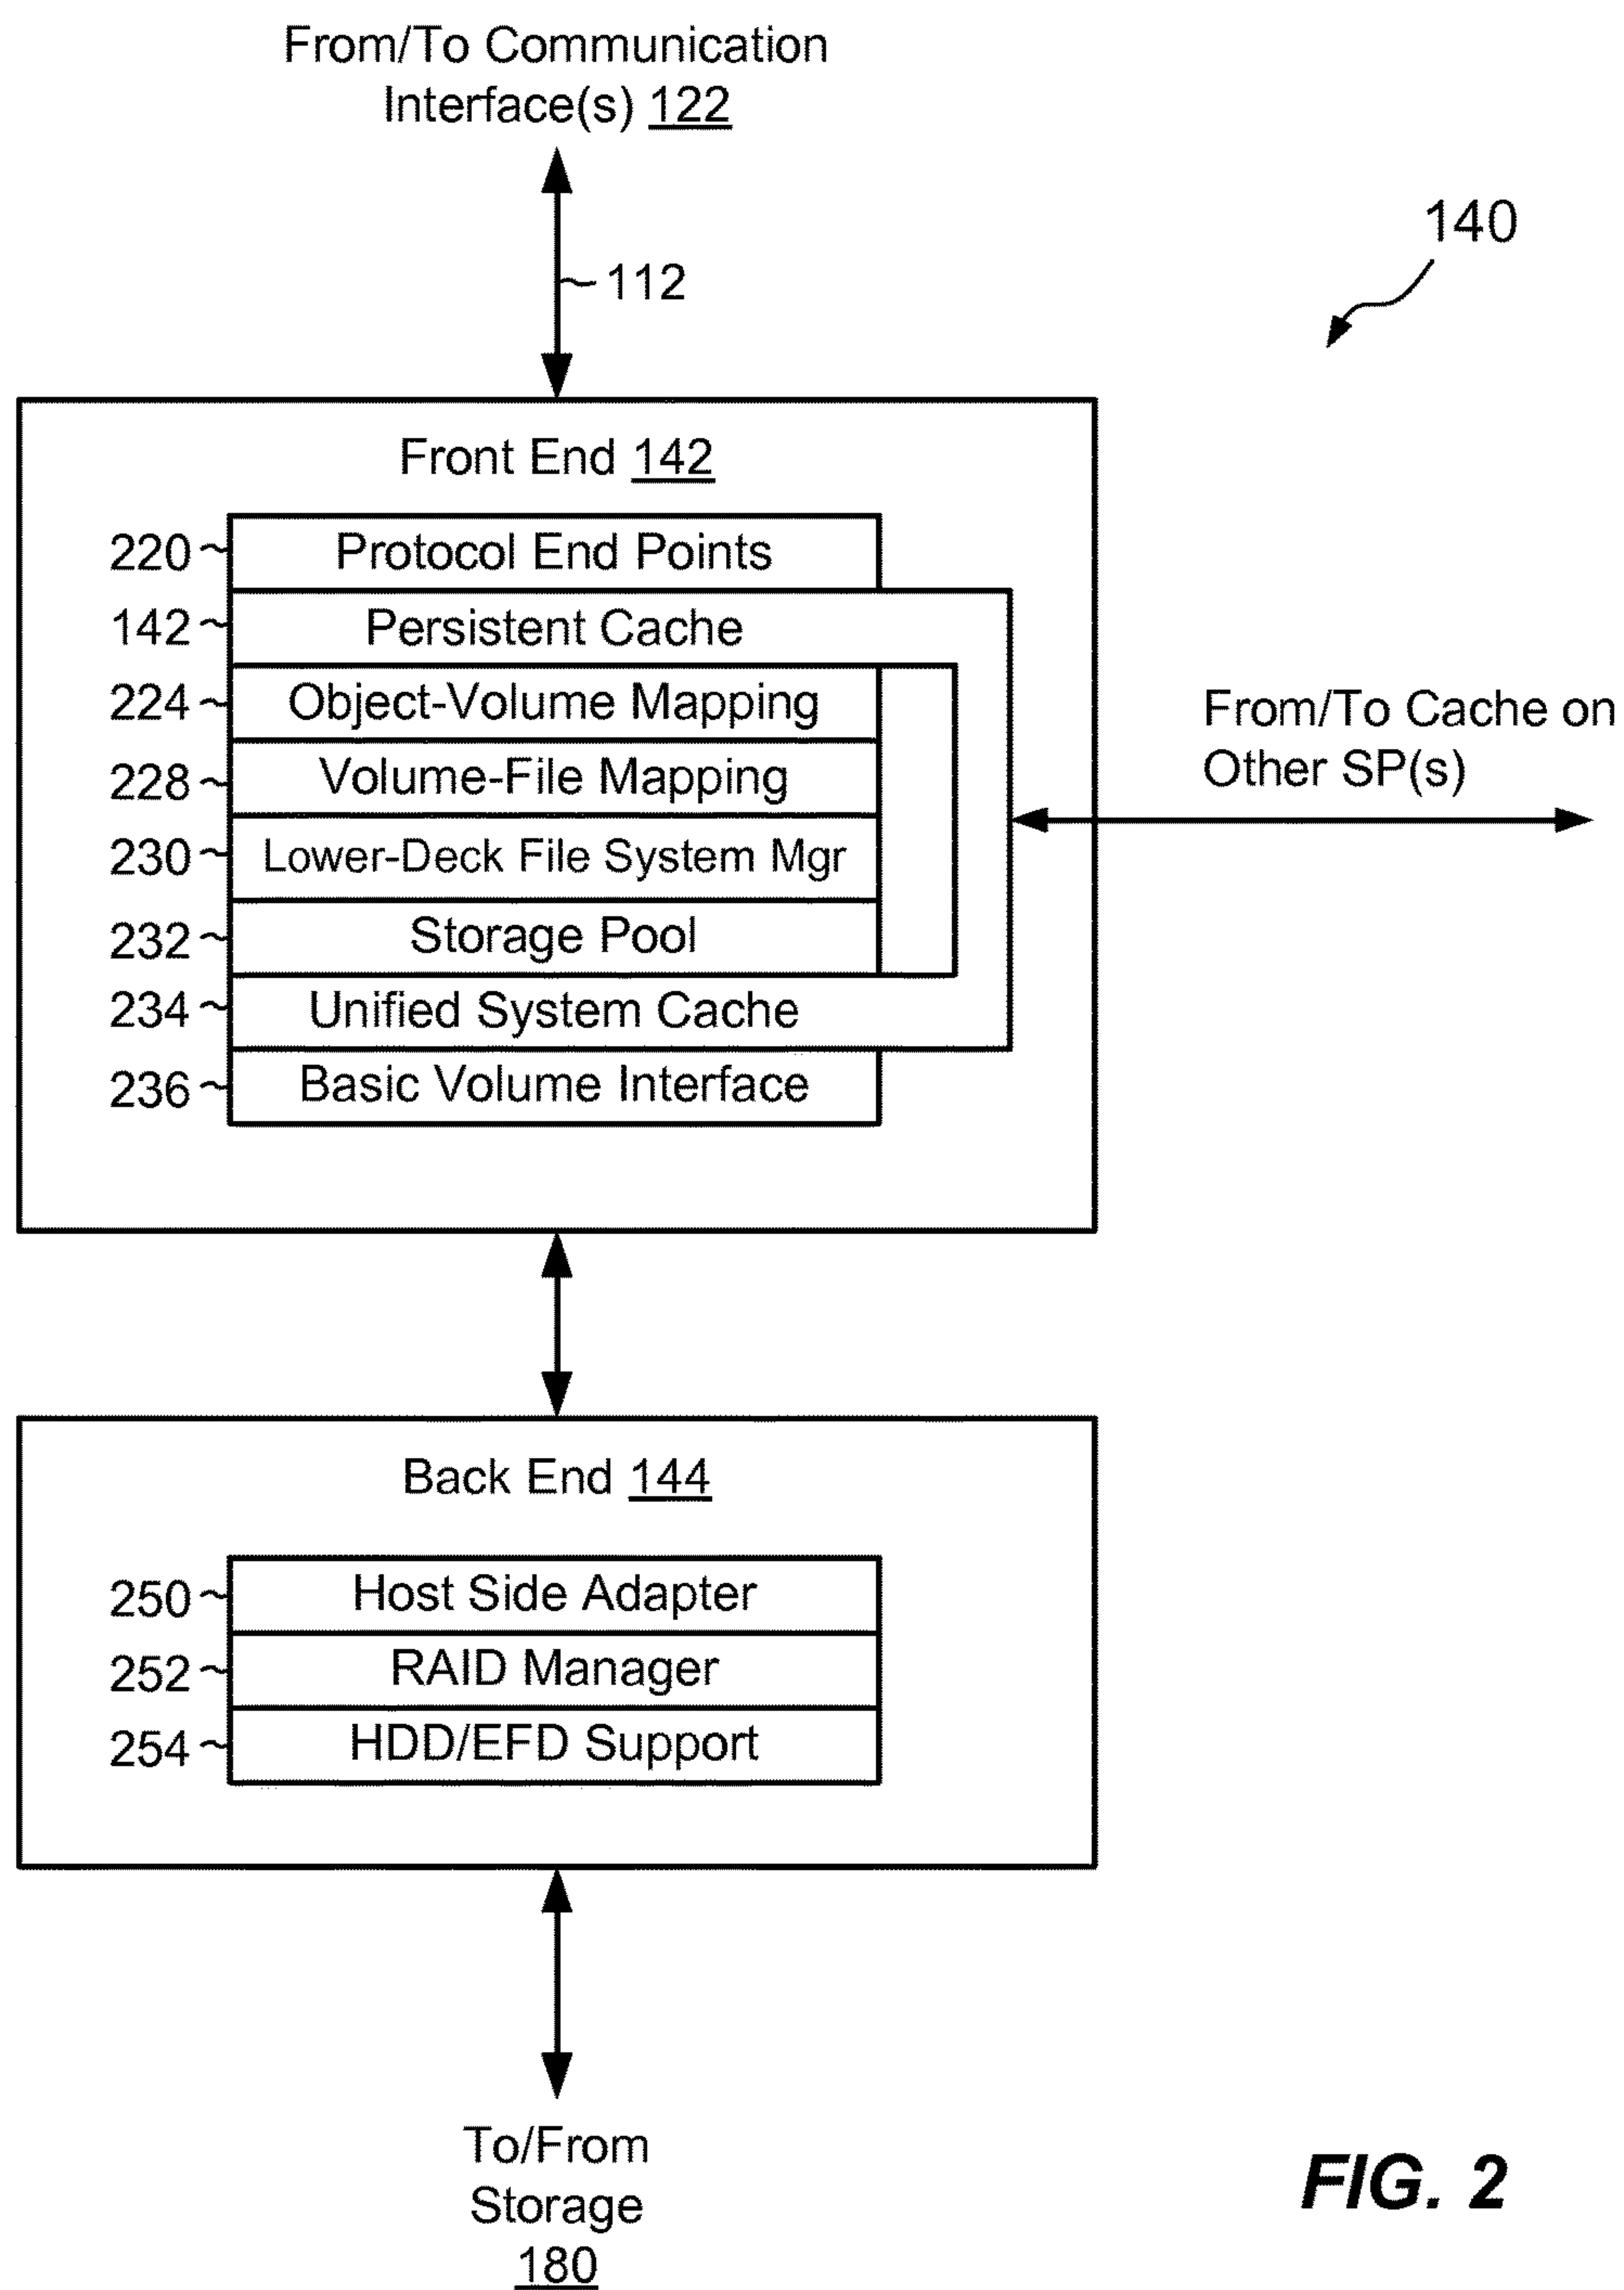 From/To Communication
Interface(s) 122
112
140
Front End 142
220 Protocol End Points
142 Persistent Cache
224 Object-Volume Mapping
228 Volume-File Mapping
230 Lower-Deck File System Mgr
232 Storage Pool
234 Unified System Cache
236 Basic Volume Interface
From/To Cache on
Other SP(s)
Back End 144
250 Host Side Adapter
252 RAID Manager
254 HDD/EFD Support
To/From
Storage
180
FIG. 2